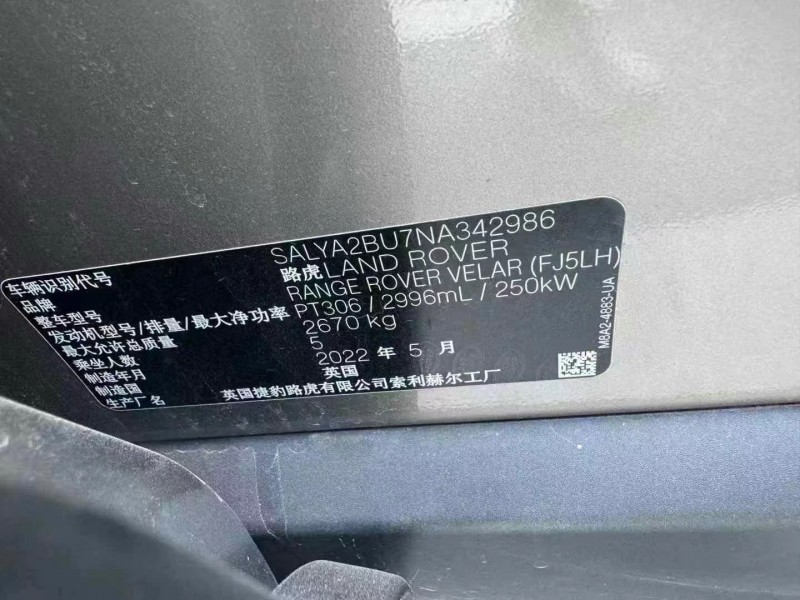 车辆识别代号 SALYA2BU7NA342986
品牌 路虎LAND ROVER
整车型号 RANGE ROVER VELAR (FJ5LH)
发动机型号/排量/最大净功率 PT306 / 2996mL / 250kW
最大允许总质量 2670 kg
乘坐人数 5
制造年月 2022 年 5 月
制造国 英国
生产厂名 英国捷豹路虎有限公司索利赫尔工厂
M8A2-4883-UA